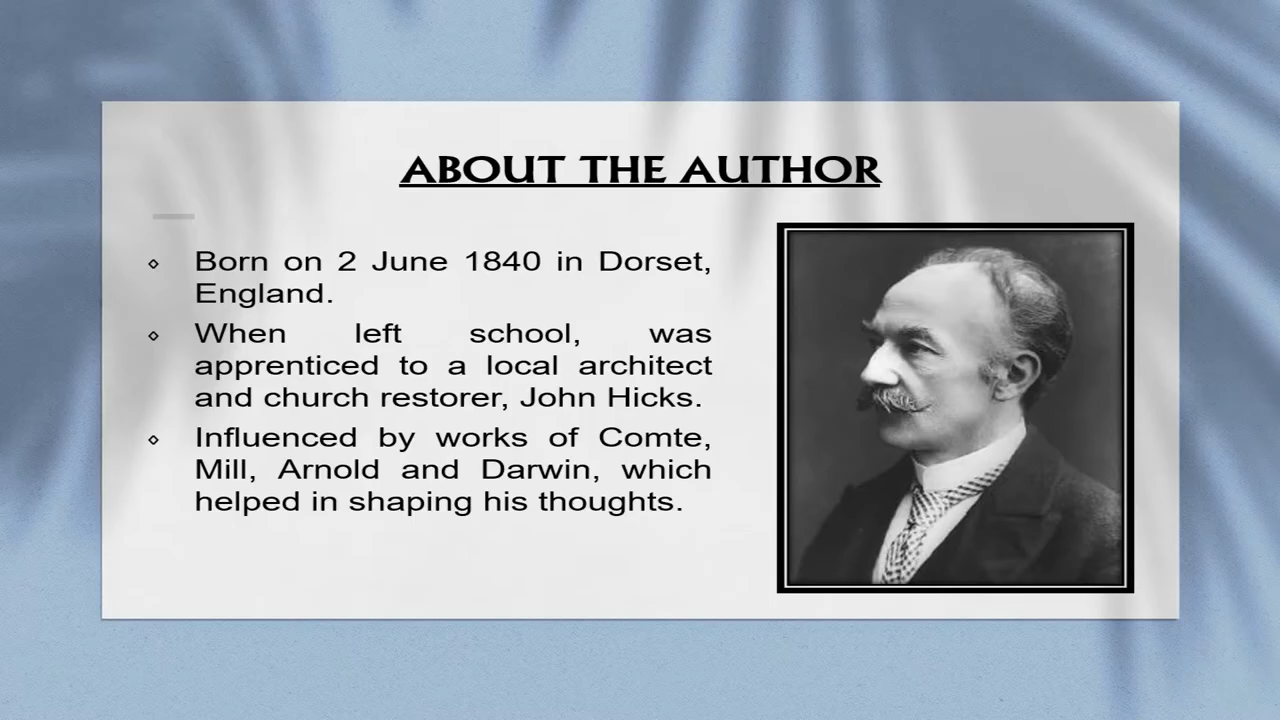 ABOUT THE AUTHOR
Born on 2 June 1840 in Dorset,
England.
When left school, was
apprenticed to a local architect
and church restorer, John Hicks.
Influenced by works of Comte,
Mill, Arnold and Darwin, which
helped in shaping his thoughts.